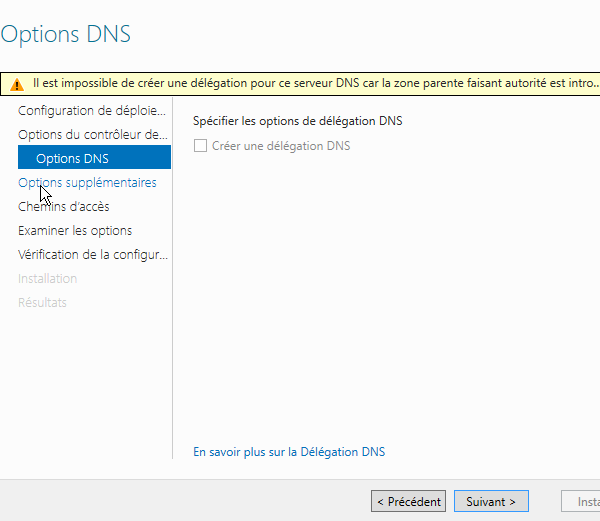 Options DNS
Il est impossible de créer une délégation pour ce serveur DNS car la zone parente faisant autorité est intro...
Configuration de déploie...
Options du contrôleur de...
Options DNS
Options supplémentaires
Chemins d'accès
Examiner les options
Vérification de la configur...
Installation
Résultats
Spécifier les options de délégation DNS
Créer une délégation DNS
En savoir plus sur la Délégation DNS
< Précédent
Suivant >
Insta